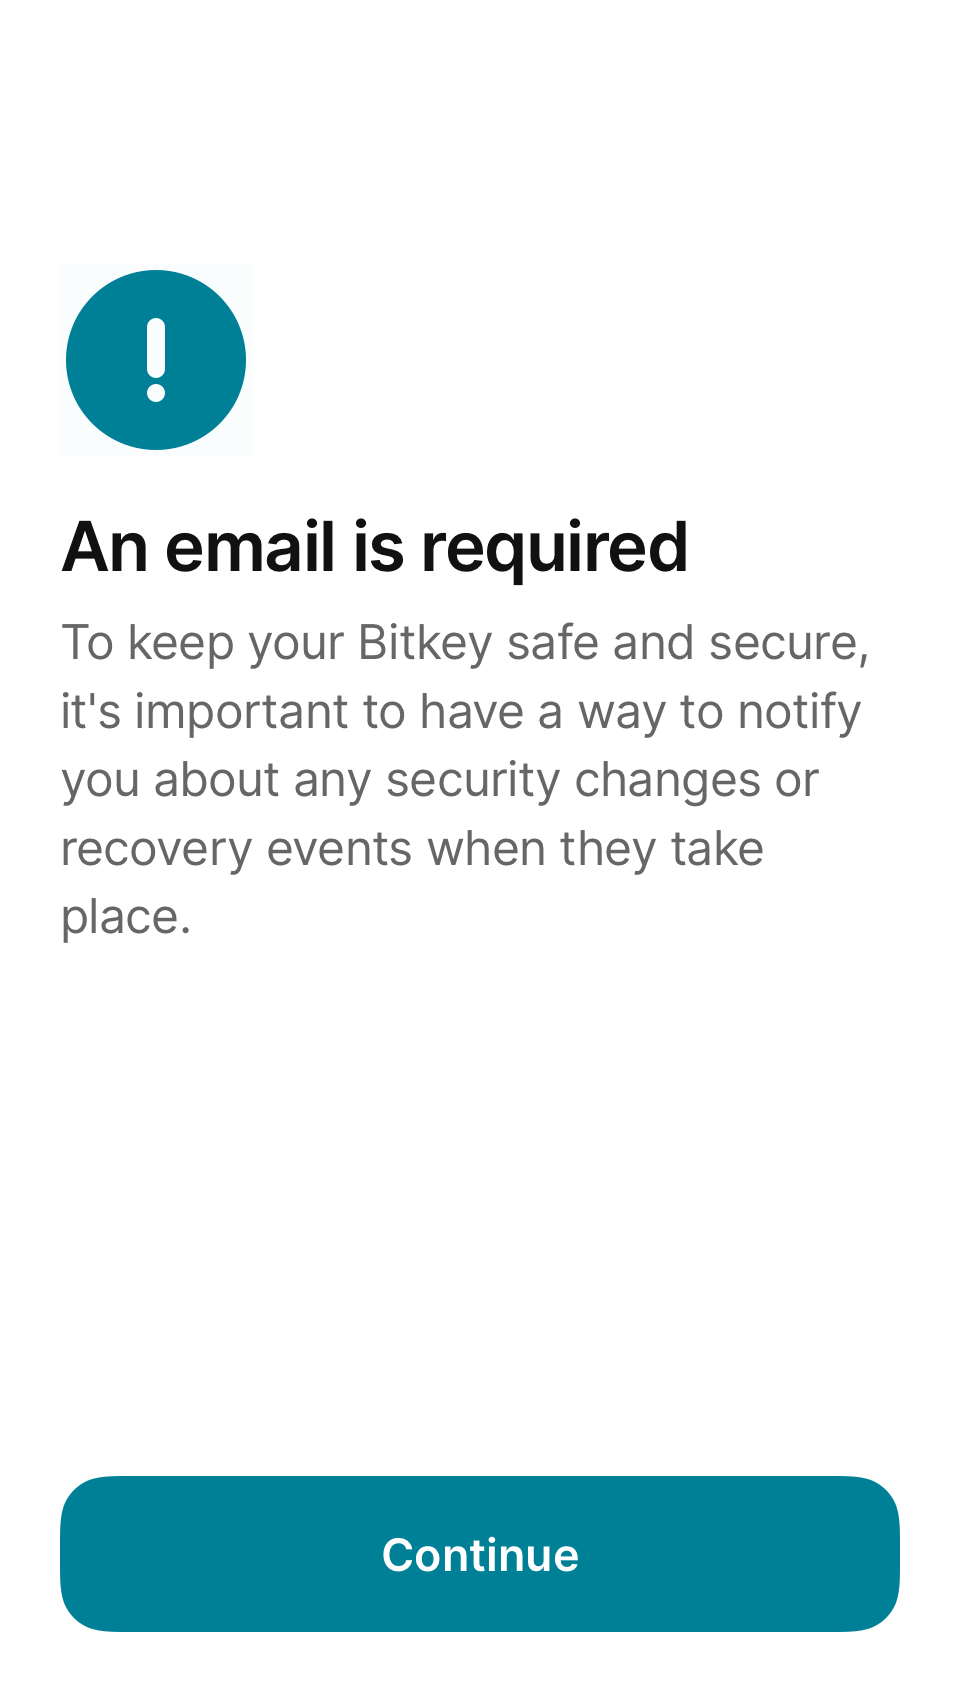 An email is required
To keep your Bitkey safe and secure,
it's important to have a way to notify
you about any security changes or
recovery events when they take
place.
Continue